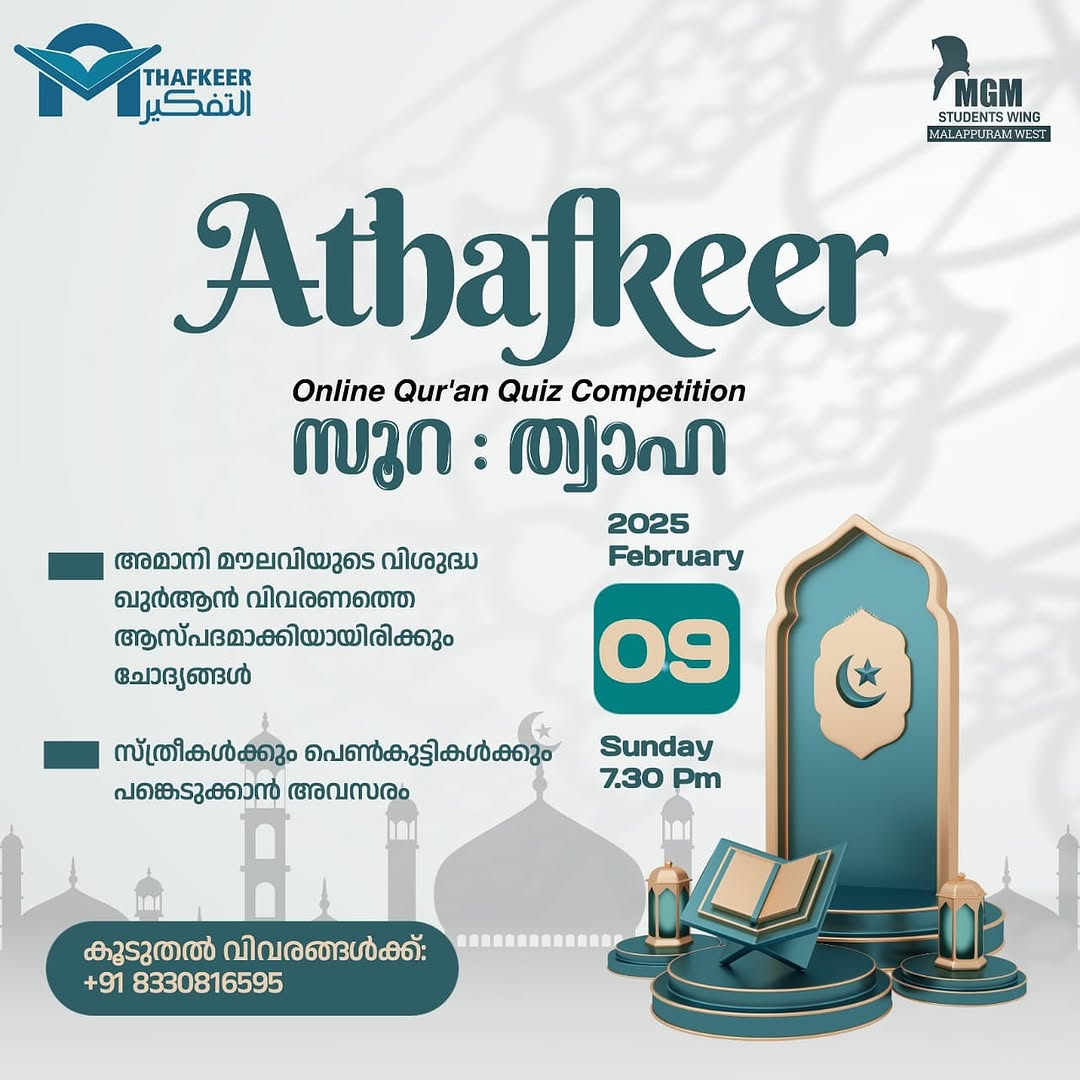 THAFKEER
التفكير
MGM
STUDENTS WING
MALAPPURAM WEST
Athafkeer
Online Qur'an Quiz Competition
സൂറ : ത്വാഹ
അമാനി മൗലവിയുടെ വിശുദ്ധ
ഖുർആൻ വിവരണത്തെ
ആസ്പദമാക്കിയായിരിക്കും
ചോദ്യങ്ങൾ
സ്ത്രീകൾക്കും പെൺകുട്ടികൾക്കും
പങ്കെടുക്കാൻ അവസരം
2025
February
09
Sunday
7.30 Pm
കൂടുതൽ വിവരങ്ങൾക്ക്:
+91 8330816595